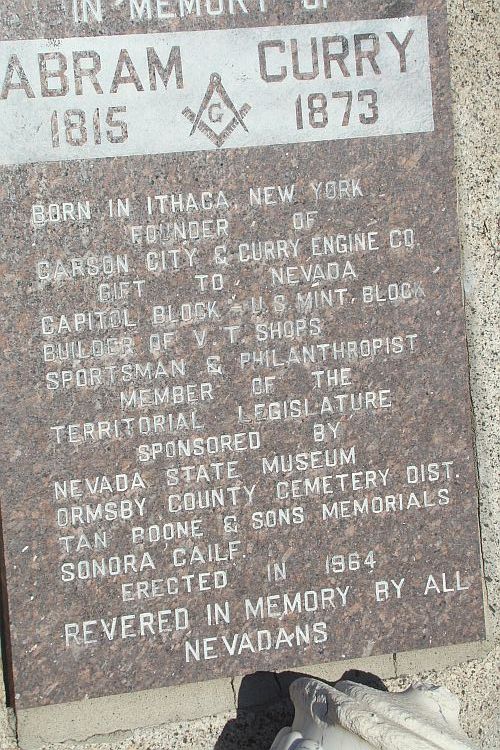 IN MEMORY OF
ABRAM CURRY
1815 G 1873
BORN IN ITHACA NEW YORK
FOUNDER OF
CARSON CITY & CURRY ENGINE CO.
GIFT TO NEVADA
CAPITOL BLOCK - U.S. MINT, BLOCK
BUILDER OF V.T. SHOPS
SPORTSMAN & PHILANTHROPIST
MEMBER OF THE
TERRITORIAL LEGISLATURE
SPONSORED BY
NEVADA STATE MUSEUM
ORMSBY COUNTY CEMETERY DIST.
TAN BOONE & SONS MEMORIALS
SONORA CAILF.
ERECTED IN 1964
REVERED IN MEMORY BY ALL
NEVADANS